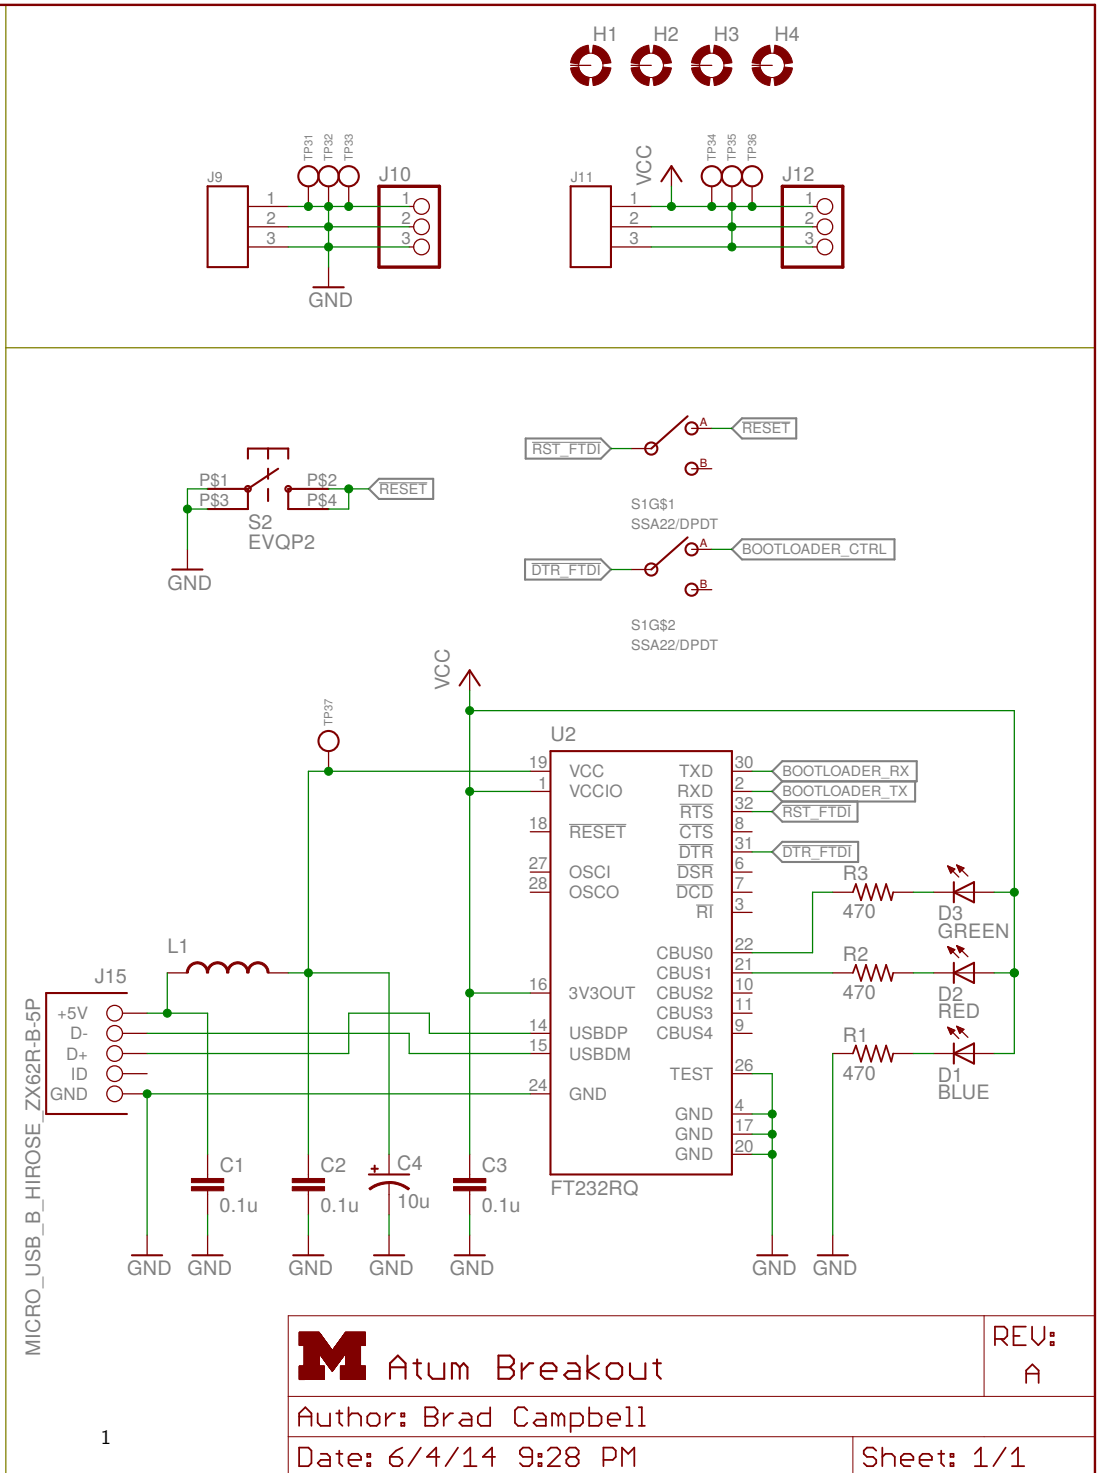 H1 H2 H3 H4
TP31 TP32 TP33
TP34 TP35 TP36
VCC
J9 J10 J11 J12
1 1 1 1
2 2 2 2
3 3 3 3
GND
RST_FTDI A RESET
B
S1G$1
SSA22/DPDT
P$1 P$2 RESET
P$3 P$4
S2
EVQP2
GND
DTR_FTDI A BOOTLOADER_CTRL
B
S1G$2
SSA22/DPDT
VCC
TP37
U2
19 VCC TXD 30 BOOTLOADER_RX
1 VCCIO RXD 2 BOOTLOADER_TX
RTS 32 RST_FTDI
18 RESET CTS 8
DTR 31 DTR_FTDI
27 OSCI DSR 6
28 OSCO DCD 7
RI 3
R3
470
D3
GREEN
CBUS0 22
CBUS1 21
R2
470
D2
RED
16 3V3OUT CBUS2 10
CBUS3 11
14 USBDP CBUS4 9
15 USBDM
R1
470
D1
BLUE
TEST 26
24 GND
GND 4
GND 17
GND 20
FT232RQ
L1
J15
+5V
D-
D+
ID
GND
MICRO_USB_B_HIROSE_ZX62R-B-5P
C1 C2 + C4 C3
0.1u 0.1u 10u 0.1u
GND GND GND GND GND GND GND
M Atum Breakout
REV:
A
Author: Brad Campbell
Date: 6/4/14 9:28 PM
Sheet: 1/1
1